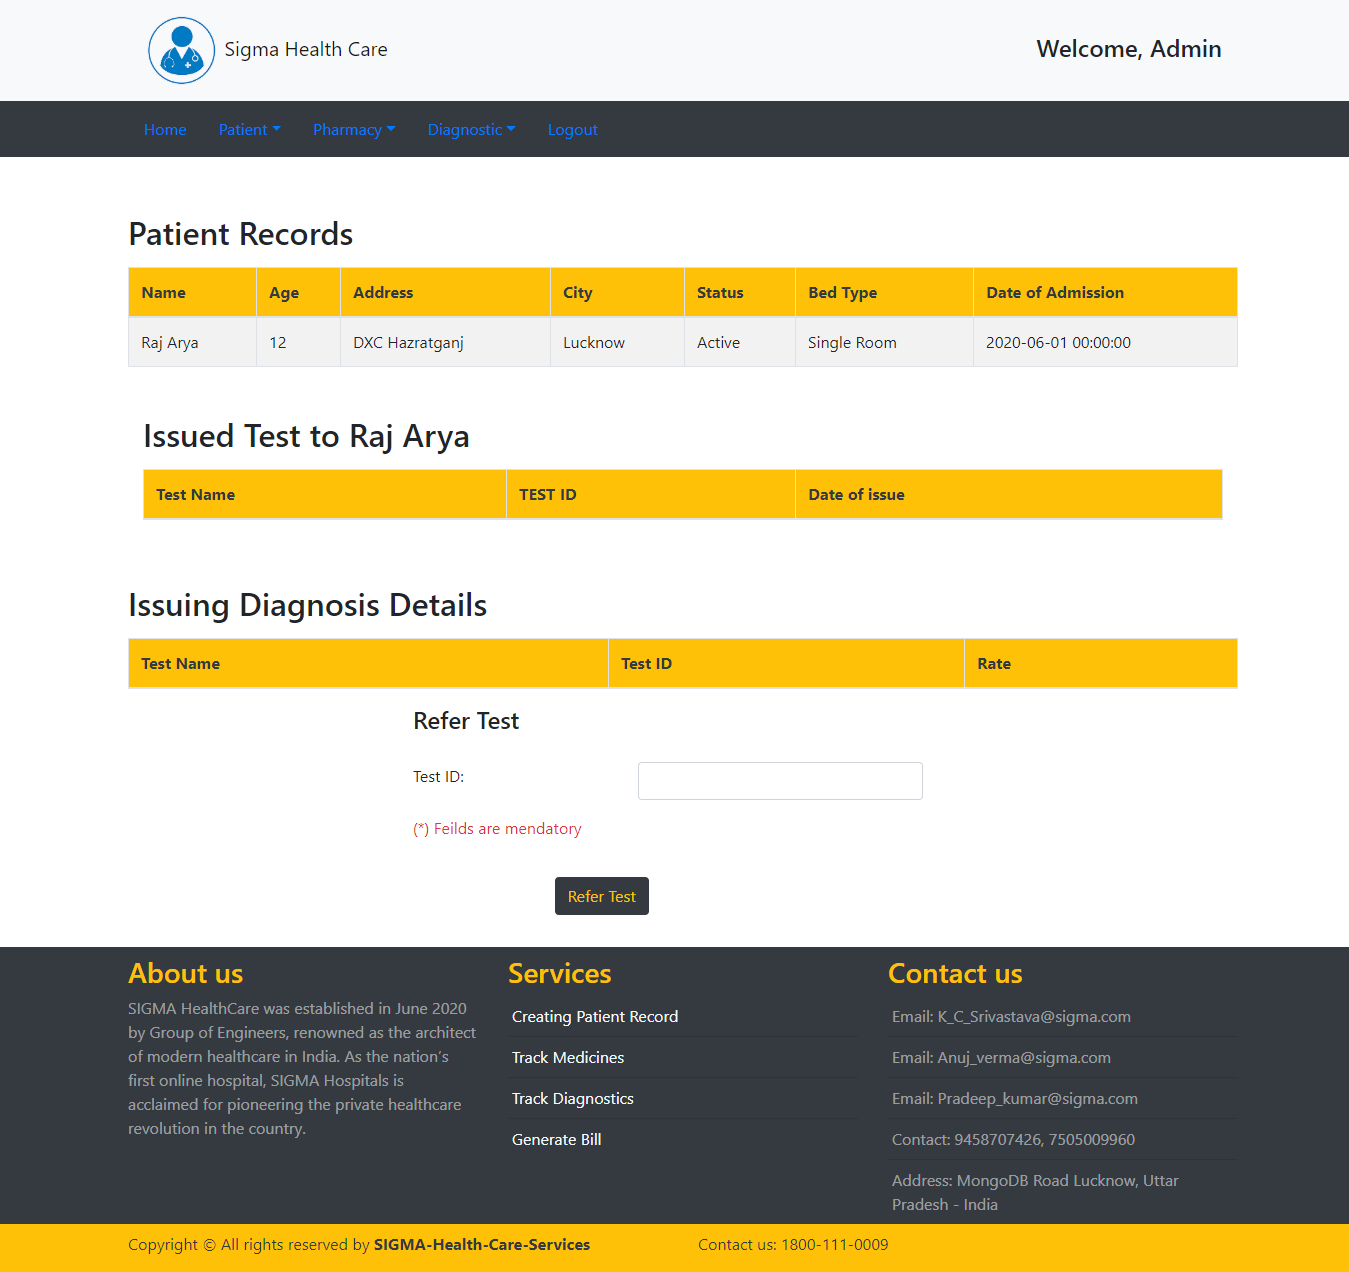 Sigma Health Care
Welcome, Admin
Home Patient Pharmacy Diagnostic Logout
Patient Records
Name Age Address City Status Bed Type Date of Admission
Raj Arya 12 DXC Hazratganj Lucknow Active Single Room 2020-06-01 00:00:00
Issued Test to Raj Arya
Test Name TEST ID Date of issue
Issuing Diagnosis Details
Test Name Test ID Rate
Refer Test
Test ID:
(*) Feilds are mendatory
Refer Test
About us
SIGMA HealthCare was established in June 2020
by Group of Engineers, renowned as the architect
of modern healthcare in India. As the nation's
first online hospital, SIGMA Hospitals is
acclaimed for pioneering the private healthcare
revolution in the country.
Services
Creating Patient Record
Track Medicines
Track Diagnostics
Generate Bill
Contact us
Email: K_C_Srivastava@sigma.com
Email: Anuj_verma@sigma.com
Email: Pradeep_kumar@sigma.com
Contact: 9458707426, 7505009960
Address: MongoDB Road Lucknow, Uttar
Pradesh - India
Copyright © All rights reserved by SIGMA-Health-Care-Services
Contact us: 1800-111-0009